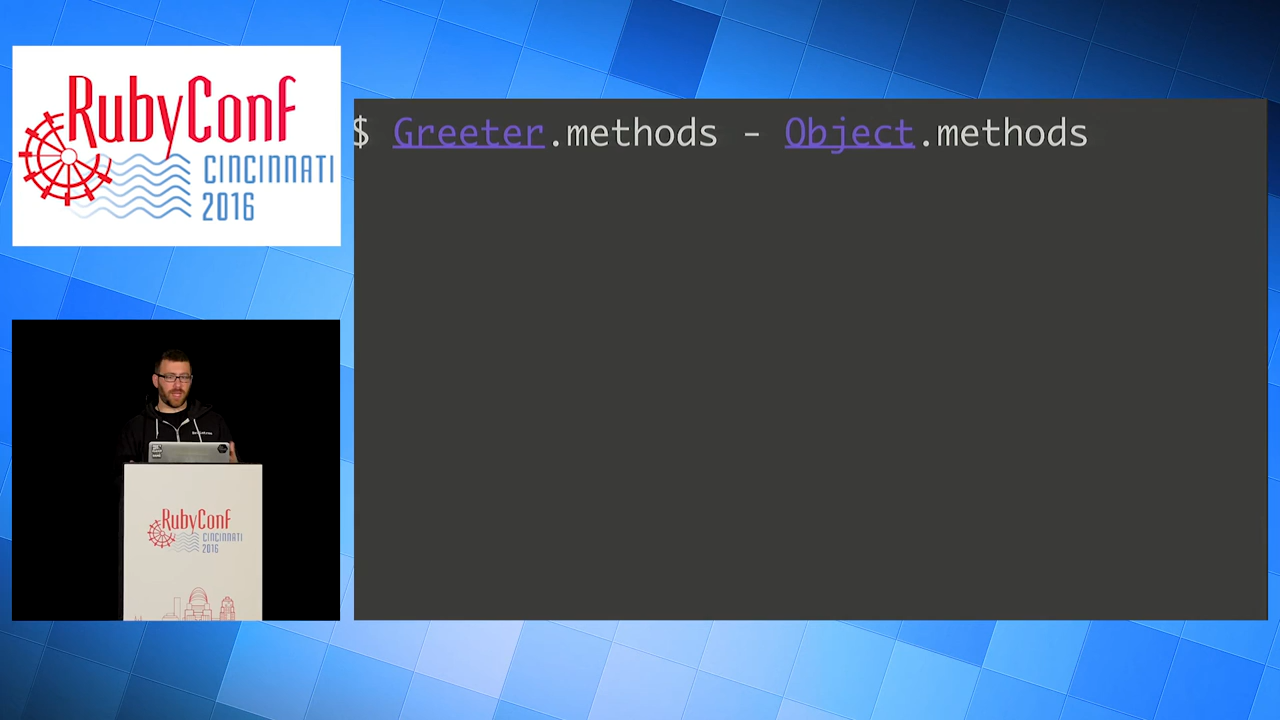 RubyConf
CINCINNATI
2016
$ Greeter.methods - Object.methods
RubyConf
CINCINNATI
2016